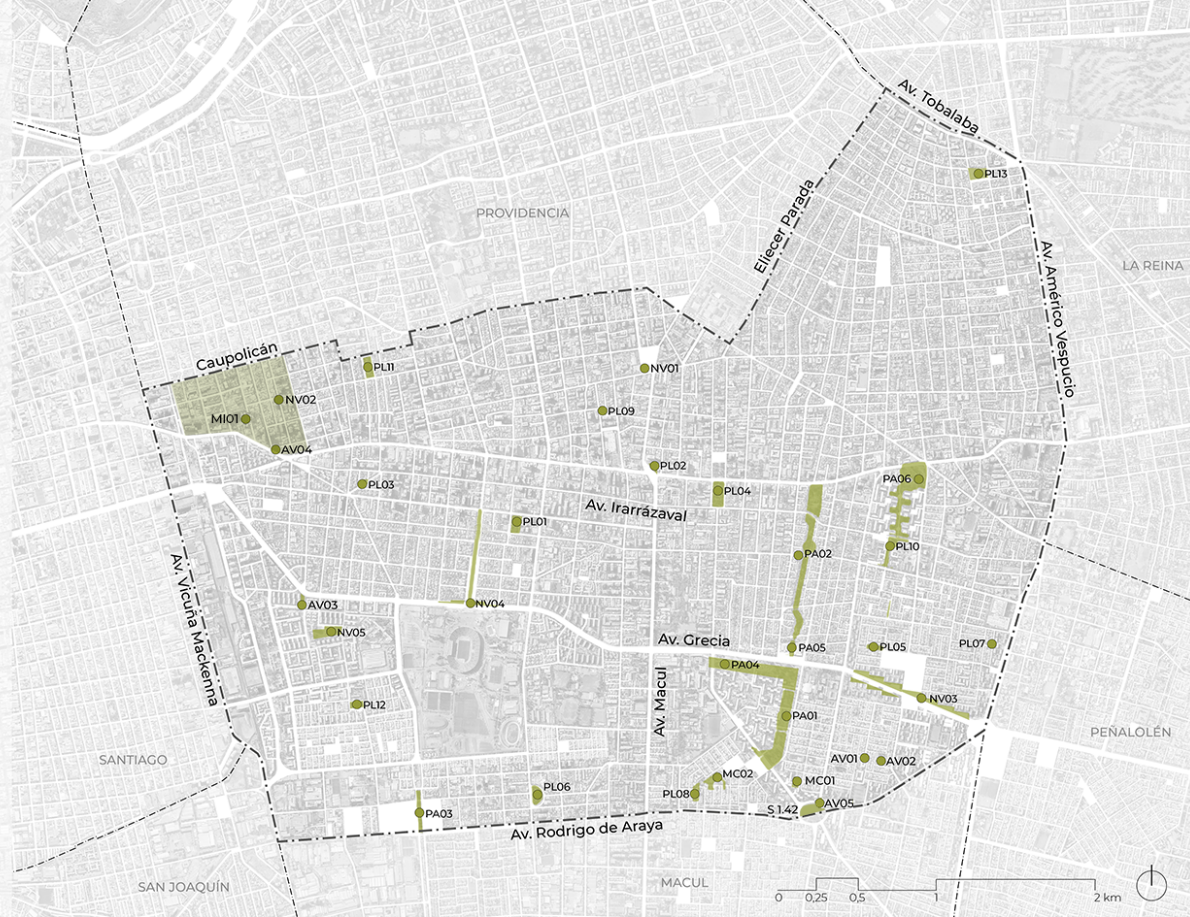 Av. Tobalaba
PL13
PROVIDENCIA
Eliecer Parada
LA REINA
Av. Américo Vespucio
Caupolicán
PL11
NV01
NV02
MI01
PL09
AV04
PL02
PL03
PL04
PA06
Av. Irarrázaval
PL01
PL10
PA02
Av. Vicuña Mackenna
AV03
NV04
NV05
Av. Grecia
PA05
PL05
PL07
PA04
Av. Macul
NV03
PL12
PA01
PEÑALOLÉN
SANTIAGO
AV01
AV02
MC02
MC01
PL06
PL08
AV05
S 1.42
PA03
Av. Rodrigo de Araya
SAN JOAQUÍN
MACUL
0 0,25 0,5 1 2 km